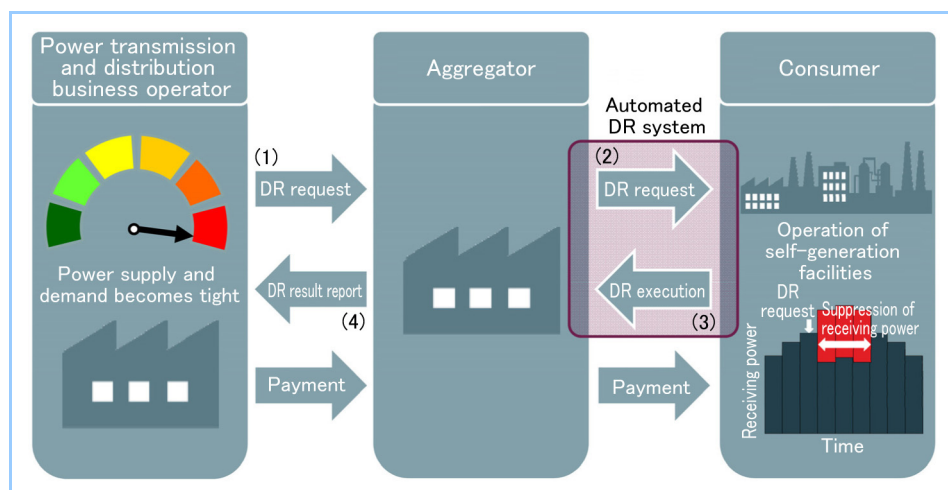 Power transmission
and distribution
business operator
Aggregator
Consumer
Automated
DR system
(1)
DR request
(2)
DR request
Power supply and
demand becomes tight
DR result report
(4)
DR execution
(3)
Operation of
self-generation
facilities
DR
request
Suppression of
receiving power
Receiving power
Time
Payment
Payment